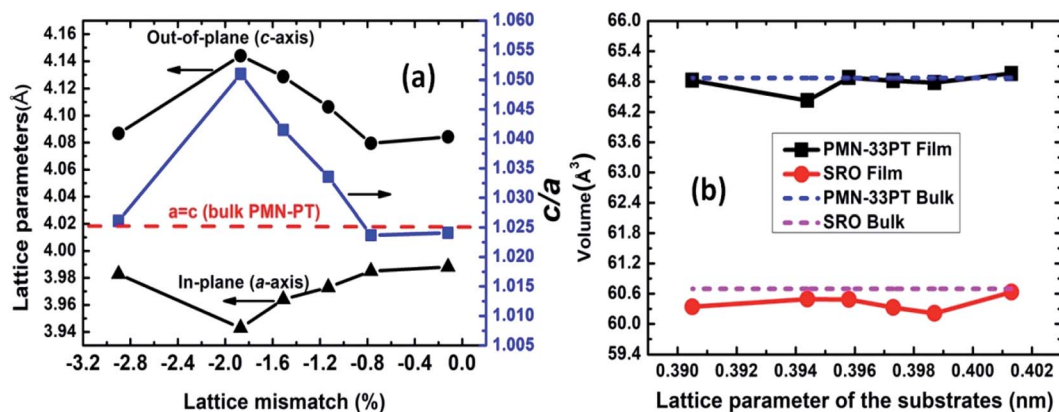 (a)
Out-of-plane (c-axis)
a=c (bulk PMN-PT)
In-plane (a-axis)
Lattice parameters(Å)
4.16
4.14
4.12
4.10
4.08
4.06
4.04
4.02
4.00
3.98
3.96
3.94
-3.2 -2.8 -2.4 -2.0 -1.6 -1.2 -0.8 -0.4 0.0
Lattice mismatch (%)
1.060
1.055
1.050
1.045
1.040
1.035
1.030
1.025
1.020
1.015
1.010
1.005
c/a
(b)
Volume(Å3)
66.0
65.4
64.8
64.2
63.6
63.0
62.4
61.8
61.2
60.6
60.0
59.4
PMN-33PT Film
SRO Film
PMN-33PT Bulk
SRO Bulk
0.390 0.392 0.394 0.396 0.398 0.400 0.402
Lattice parameter of the substrates (nm)